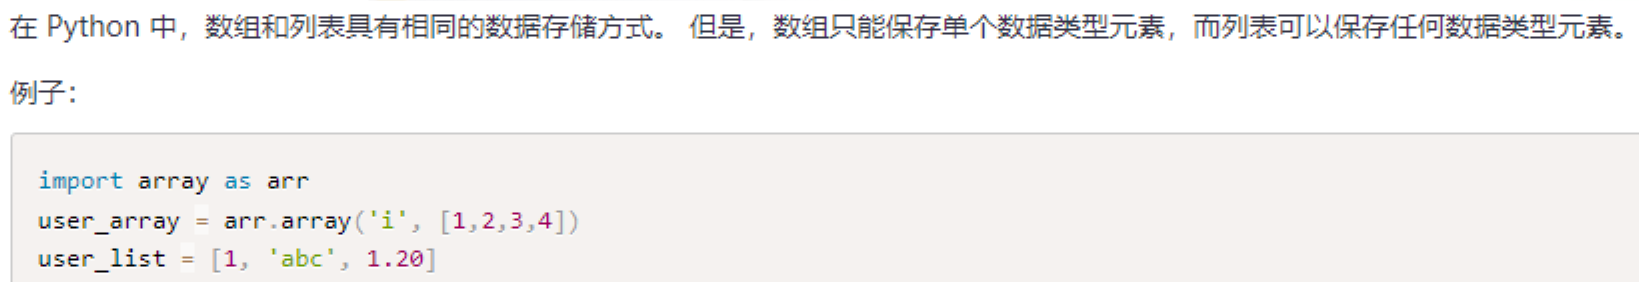 在 Python 中，数组和列表具有相同的数据存储方式。 但是，数组只能保存单个数据类型元素，而列表可以保存任何数据类型元素。
例子：
import array as arr
user_array = arr.array('i', [1,2,3,4])
user_list = [1, 'abc', 1.20]